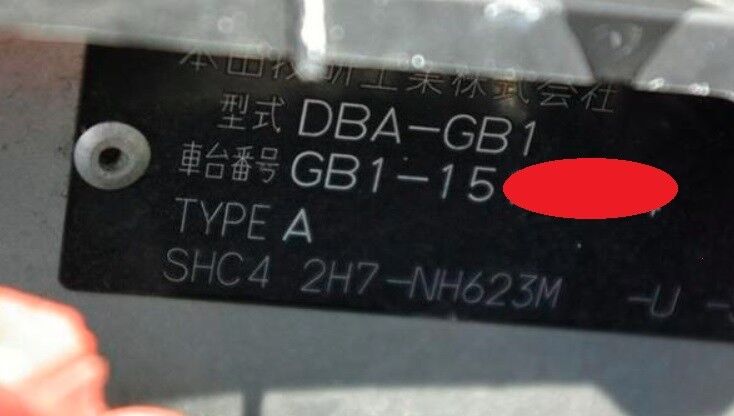 本田技研工業株式会社
型式 DBA-GB1
車台番号 GB1-15
TYPE A
SHC4 2H7-NH623M -U -